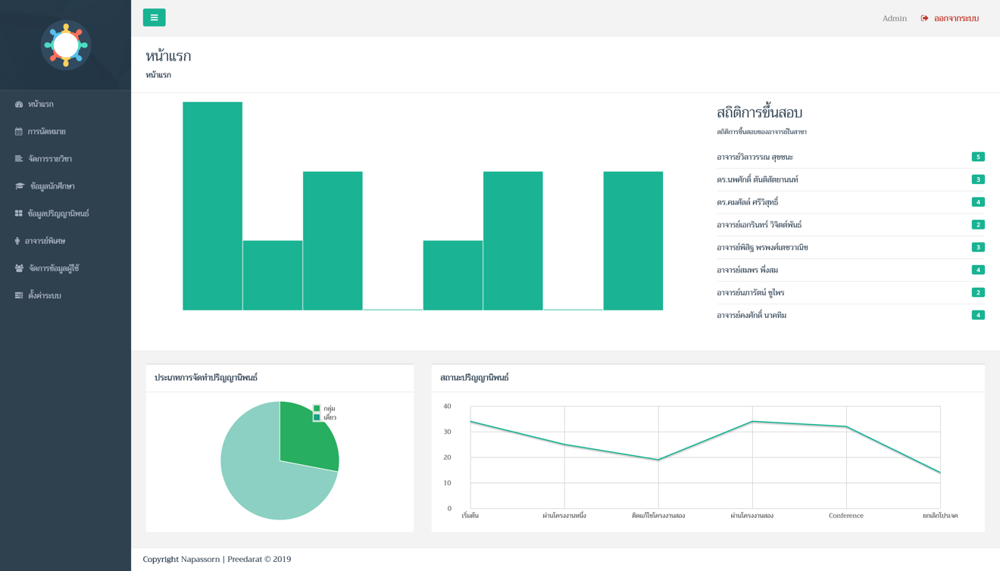 Admin
ออกจากระบบ
หน้าแรก
หน้าแรก
หน้าแรก
การนัดหมาย
จัดการรายวิชา
ข้อมูลนักศึกษา
ข้อมูลปริญญานิพนธ์
อาจารย์พิเศษ
จัดการข้อมูลผู้ใช้
ตั้งค่าระบบ
สถิติการขึ้นสอบ
สถิติการขึ้นสอบของอาจารย์ในสาขา
อาจารย์วิลาวรรณ สุขชนะ 5
ดร.นพศักดิ์ ตันติสัตยานนท์ 3
ดร.คมศัลล์ ศรีวิสุทธิ์ 4
อาจารย์เอกรินทร์ วิจิตต์พันธ์ 2
อาจารย์พิสิฐ พรพงศ์เตชวาณิช 3
อาจารย์สมพร พึ่งสม 4
อาจารย์นภารัตน์ ชูไพร 2
อาจารย์คงศักดิ์ นาคทิม 4
ประเภทการจัดทำปริญญานิพนธ์
กลุ่ม
เดี่ยว
สถานะปริญญานิพนธ์
40
30
20
10
0
เริ่มต้น ผ่านโครงงานหนึ่ง ติดแก้ไขโครงงานสอง ผ่านโครงงานสอง Conference ยกเลิกโปรเจค
Copyright Napassorn | Preedarat © 2019